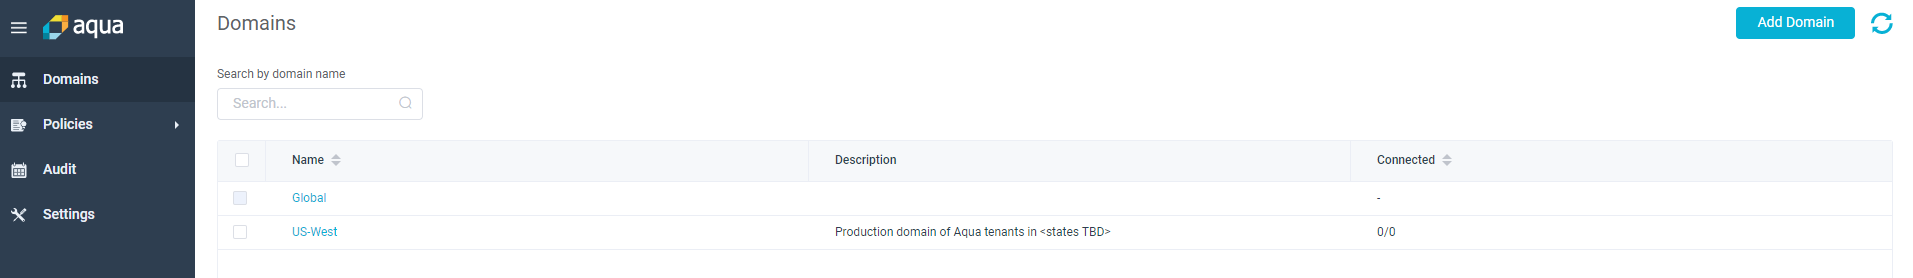 aqua
Domains
Policies
Audit
Settings
Domains
Add Domain
Search by domain name
Search...
Name Description Connected
Global -
US-West Production domain of Aqua tenants in <states TBD> 0/0